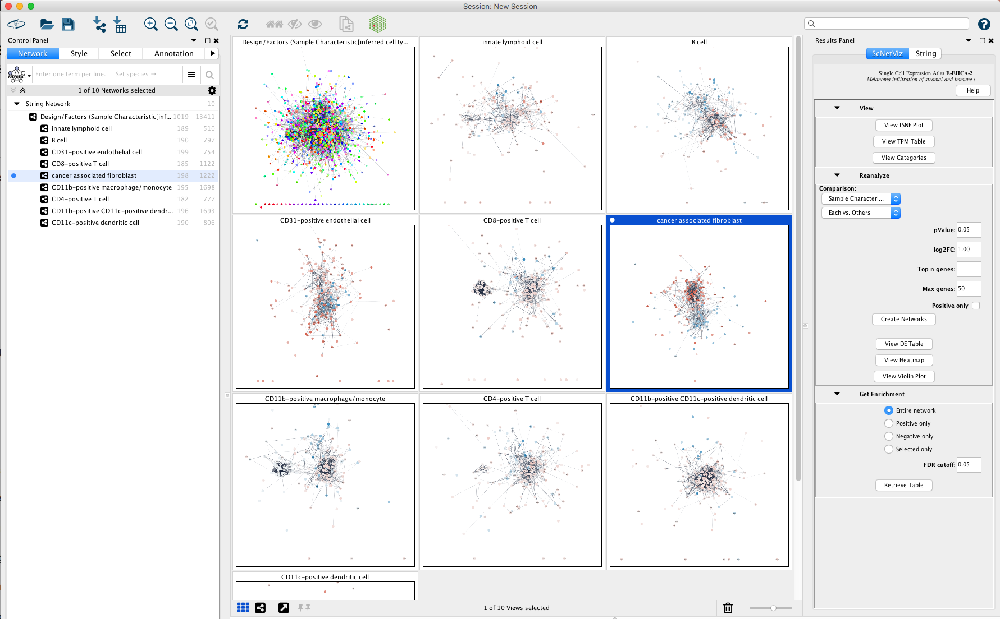 Session: New Session
Control Panel
Network Style Select Annotation
STRING Enter one term per line. Set species →
1 of 10 Networks selected
String Network 10
Design/Factors (Sample Characteristic[inf... 1019 13411
innate lymphoid cell 189 510
B cell 190 797
CD31-positive endothelial cell 199 754
CD8-positive T cell 185 1122
cancer associated fibroblast 198 1222
CD11b-positive macrophage/monocyte 195 1698
CD4-positive T cell 182 777
CD11b-positive CD11c-positive dendr... 196 1693
CD11c-positive dendritic cell 190 806
Design/Factors (Sample Characteristic[inferred cell ty...
innate lymphoid cell
B cell
CD31-positive endothelial cell
CD8-positive T cell
cancer associated fibroblast
CD11b-positive macrophage/monocyte
CD4-positive T cell
CD11b-positive CD11c-positive dendritic cell
CD11c-positive dendritic cell
1 of 10 Views selected
Results Panel
ScNetViz String
Single Cell Expression Atlas E-EHCA-2
Melanoma infiltration of stromal and immune
Help
View
View tSNE Plot
View TPM Table
View Categories
Reanalyze
Comparison:
Sample Characteri...
Each vs. Others
pValue: 0.05
log2FC: 1.00
Top n genes:
Max genes: 50
Positive only
Create Networks
View DE Table
View Heatmap
View Violin Plot
Get Enrichment
Entire network
Positive only
Negative only
Selected only
FDR cutoff: 0.05
Retrieve Table